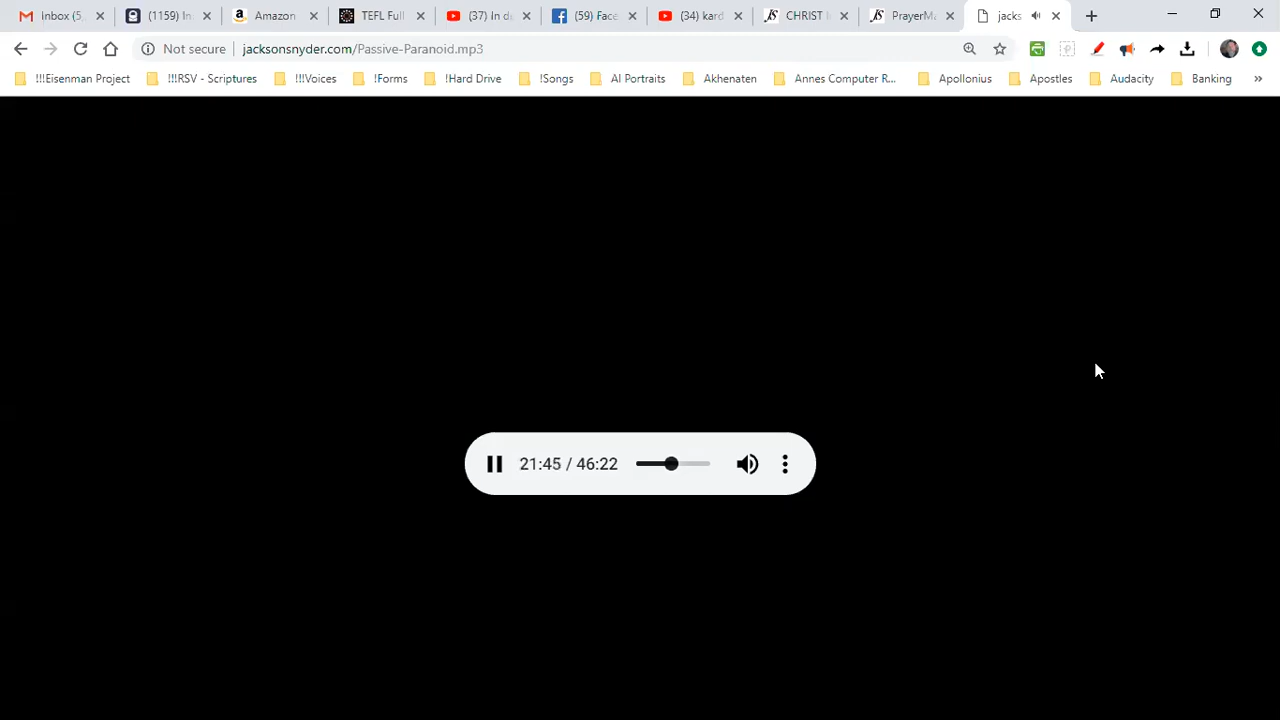 Inbox (5, (1159) In Amazon TEFL Full (37) In d (59) Face (34) kard CHRIST PrayerMa jacks
Not secure jacksonsnyder.com/Passive-Paranoid.mp3
!!!Eisenman Project !!!RSV - Scriptures !!!Voices !Forms !Hard Drive !Songs AI Portraits Akhenaten Annes Computer R... Apollonius Apostles Audacity Banking »
21:45 / 46:22